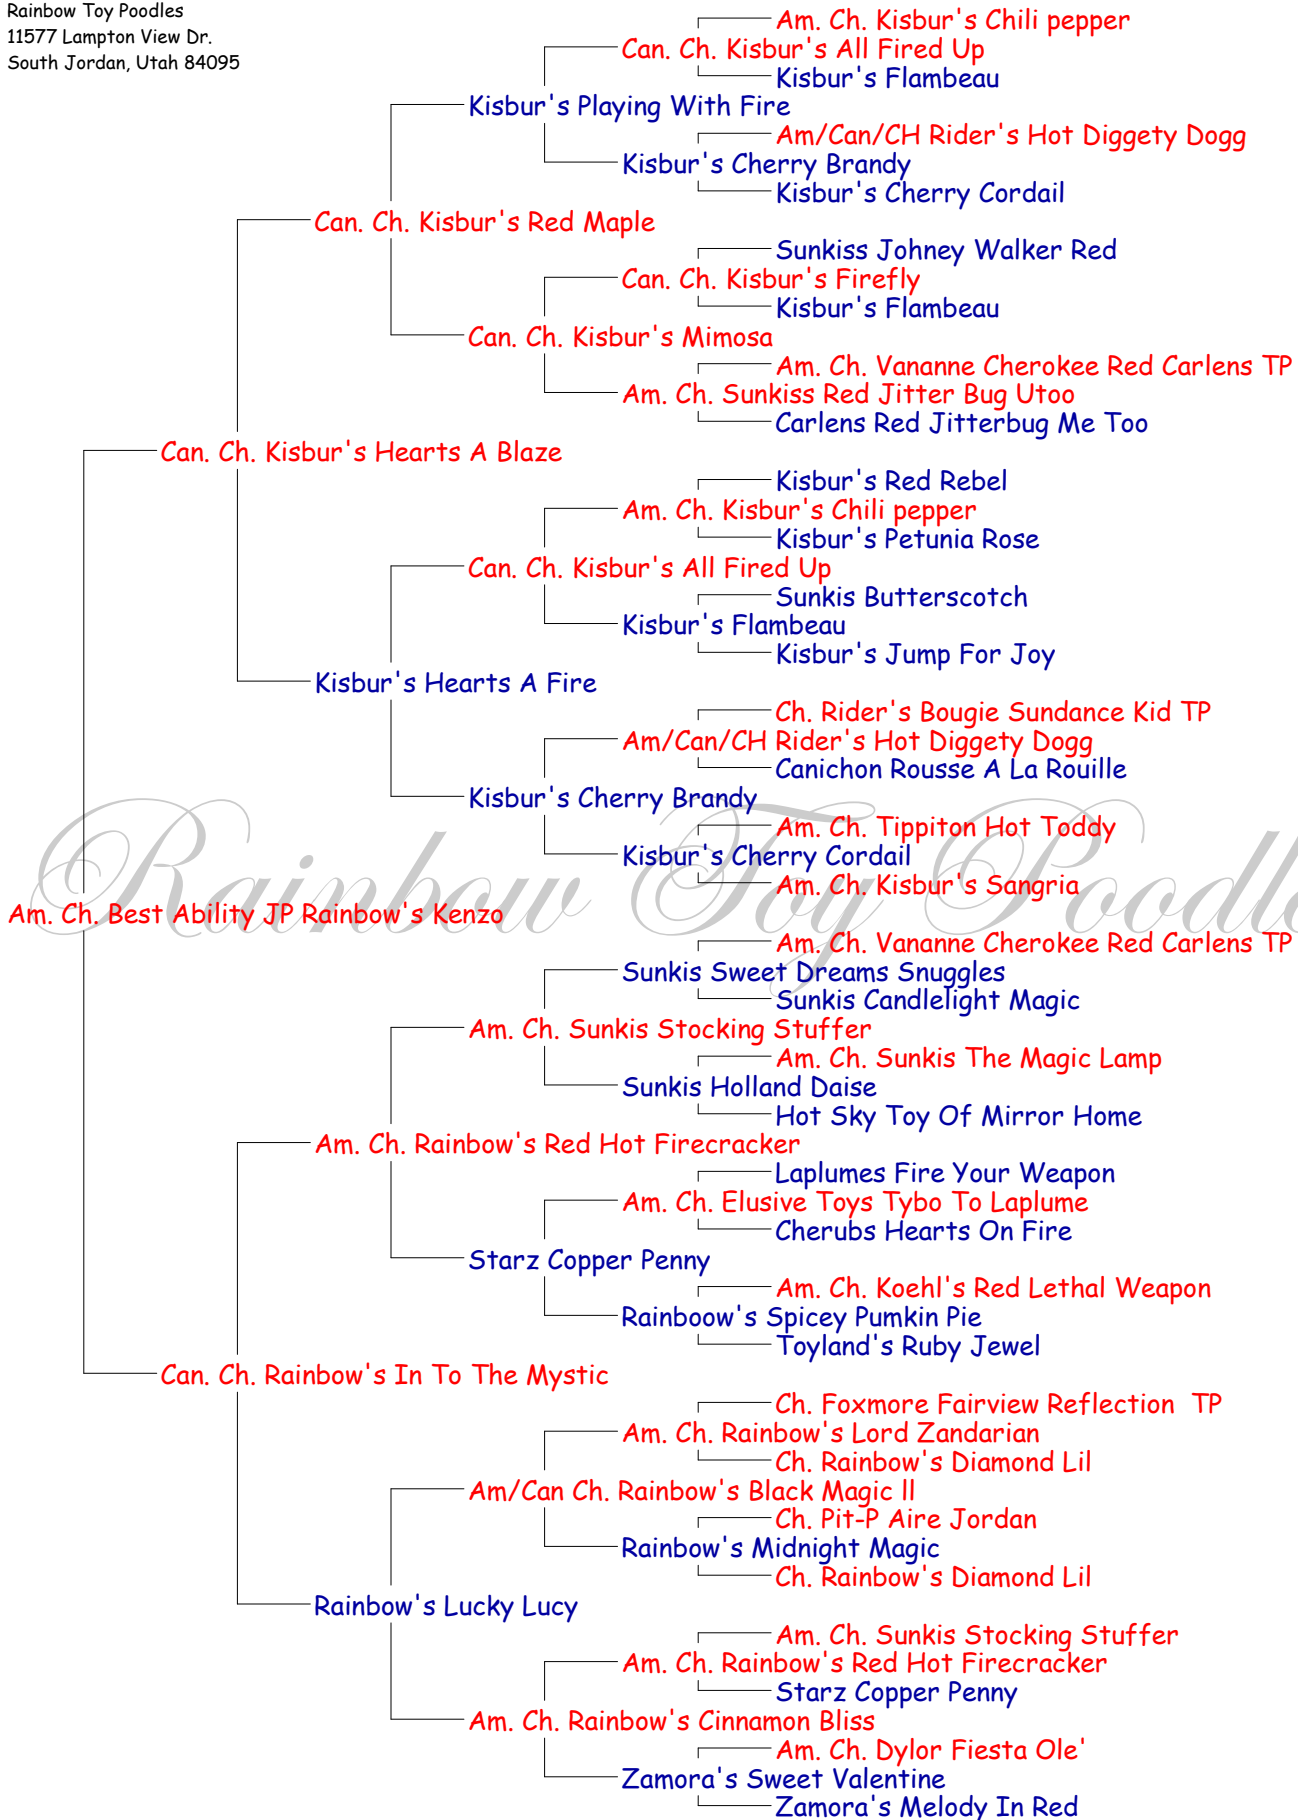 Rainbow Toy Poodles
11577 Lampton View Dr.
South Jordan, Utah 84095
Am. Ch. Kisbur's Chili pepper
Can. Ch. Kisbur's All Fired Up
Kisbur's Flambeau
Kisbur's Playing With Fire
Am/Can/CH Rider's Hot Diggety Dogg
Kisbur's Cherry Brandy
Kisbur's Cherry Cordail
Can. Ch. Kisbur's Red Maple
Sunkiss Johney Walker Red
Can. Ch. Kisbur's Firefly
Kisbur's Flambeau
Can. Ch. Kisbur's Mimosa
Am. Ch. Vananne Cherokee Red Carlens TP
Am. Ch. Sunkiss Red Jitter Bug Utoo
Carlens Red Jitterbug Me Too
Can. Ch. Kisbur's Hearts A Blaze
Kisbur's Red Rebel
Am. Ch. Kisbur's Chili pepper
Kisbur's Petunia Rose
Can. Ch. Kisbur's All Fired Up
Sunkis Butterscotch
Kisbur's Flambeau
Kisbur's Jump For Joy
Kisbur's Hearts A Fire
Ch. Rider's Bougie Sundance Kid TP
Am/Can/CH Rider's Hot Diggety Dogg
Canichon Rousse A La Rouille
Kisbur's Cherry Brandy
Am. Ch. Tippiton Hot Toddy
Kisbur's Cherry Cordail
Am. Ch. Kisbur's Sangria
Rainbow Toy Poodle
Am. Ch. Best Ability JP Rainbow's Kenzo
Am. Ch. Vananne Cherokee Red Carlens TP
Sunkis Sweet Dreams Snuggles
Sunkis Candlelight Magic
Am. Ch. Sunkis Stocking Stuffer
Am. Ch. Sunkis The Magic Lamp
Sunkis Holland Daise
Hot Sky Toy Of Mirror Home
Am. Ch. Rainbow's Red Hot Firecracker
Laplumes Fire Your Weapon
Am. Ch. Elusive Toys Tybo To Laplume
Cherubs Hearts On Fire
Starz Copper Penny
Am. Ch. Koehl's Red Lethal Weapon
Rainboow's Spicey Pumkin Pie
Toyland's Ruby Jewel
Can. Ch. Rainbow's In To The Mystic
Ch. Foxmore Fairview Reflection  TP
Am. Ch. Rainbow's Lord Zandarian
Ch. Rainbow's Diamond Lil
Am/Can Ch. Rainbow's Black Magic ll
Ch. Pit-P Aire Jordan
Rainbow's Midnight Magic
Ch. Rainbow's Diamond Lil
Rainbow's Lucky Lucy
Am. Ch. Sunkis Stocking Stuffer
Am. Ch. Rainbow's Red Hot Firecracker
Starz Copper Penny
Am. Ch. Rainbow's Cinnamon Bliss
Am. Ch. Dylor Fiesta Ole'
Zamora's Sweet Valentine
Zamora's Melody In Red